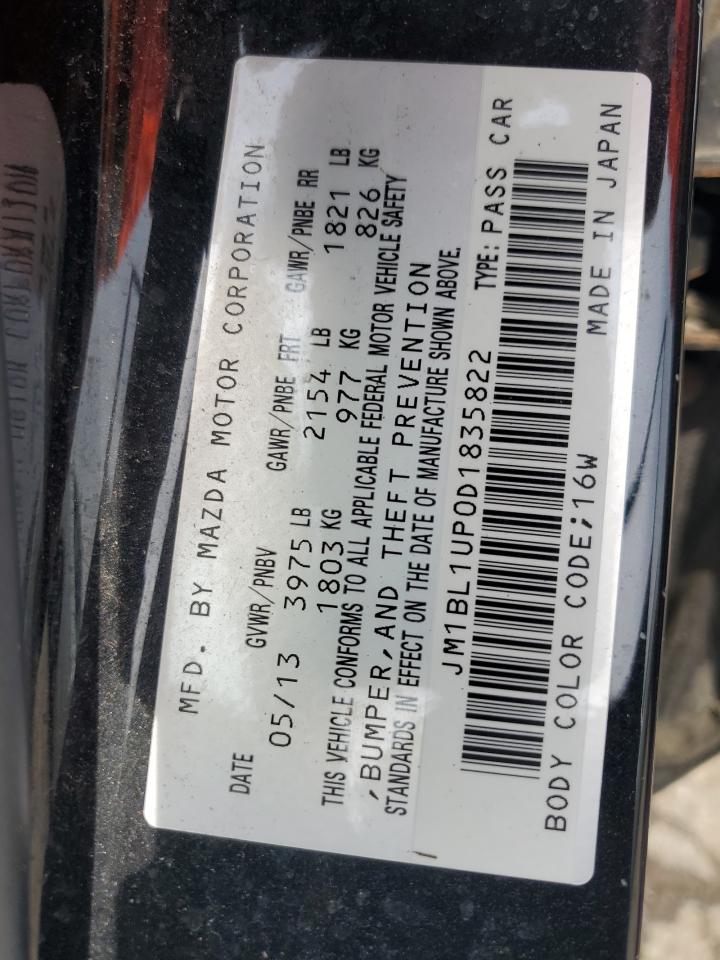 MFD. BY MAZDA MOTOR CORPORATION
DATE GVWR/PNBV GAWR/PNBE FRT GAWR/PNBE RR
05/13 3975 LB 2154 LB 1821 LB
1803 KG 977 KG 826 KG
THIS VEHICLE CONFORMS TO ALL APPLICABLE FEDERAL MOTOR VEHICLE SAFETY
,BUMPER,AND THEFT PREVENTION
STANDARDS IN EFFECT ON THE DATE OF MANUFACTURE SHOWN ABOVE.
JM1BL1UP0D1835822 TYPE: PASS CAR
BODY COLOR CODE;16W MADE IN JAPAN